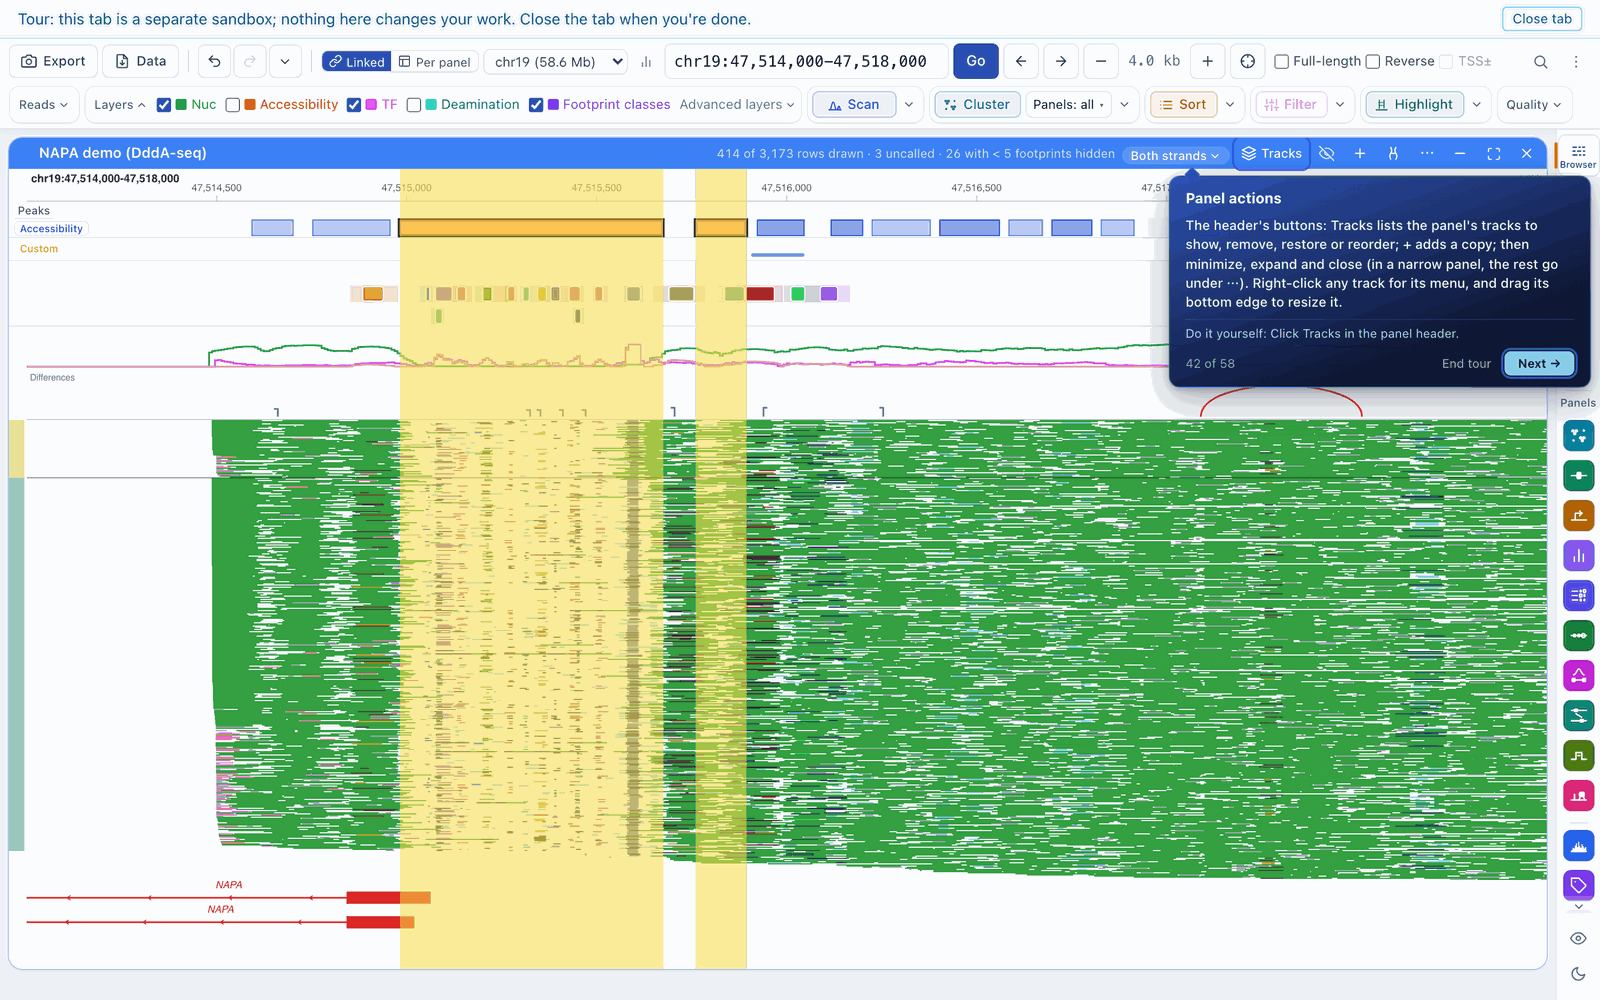 Tour: this tab is a separate sandbox; nothing here changes your work. Close the tab when you're done.
Close tab
Export
Data
Linked
Per panel
chr19 (58.6 Mb)
chr19:47,514,000–47,518,000
Go
4.0 kb
Full-length
Reverse
TSS±
Reads
Layers
Nuc
Accessibility
TF
Deamination
Footprint classes
Advanced layers
Scan
Cluster
Panels: all
Sort
Filter
Highlight
Quality
NAPA demo (DddA-seq)
414 of 3,173 rows drawn · 3 uncalled · 26 with < 5 footprints hidden
Both strands
Tracks
Browser
chr19:47,514,000-47,518,000
47,514,500
47,515,000
47,515,500
47,516,000
47,516,500
Peaks
Accessibility
Custom
Differences
Panel actions
The header's buttons: Tracks lists the panel's tracks to
show, remove, restore or reorder; + adds a copy; then
minimize, expand and close (in a narrow panel, the rest go
under ···). Right-click any track for its menu, and drag its
bottom edge to resize it.
Do it yourself: Click Tracks in the panel header.
42 of 58
End tour
Next →
Panels
NAPA
NAPA